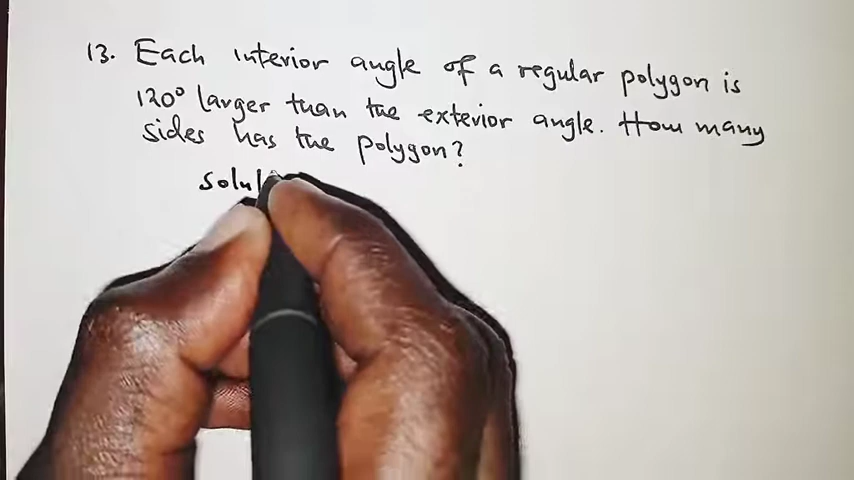 13. Each interior angle of a regular polygon is
120° larger than the exterior angle. How many
sides has the polygon?